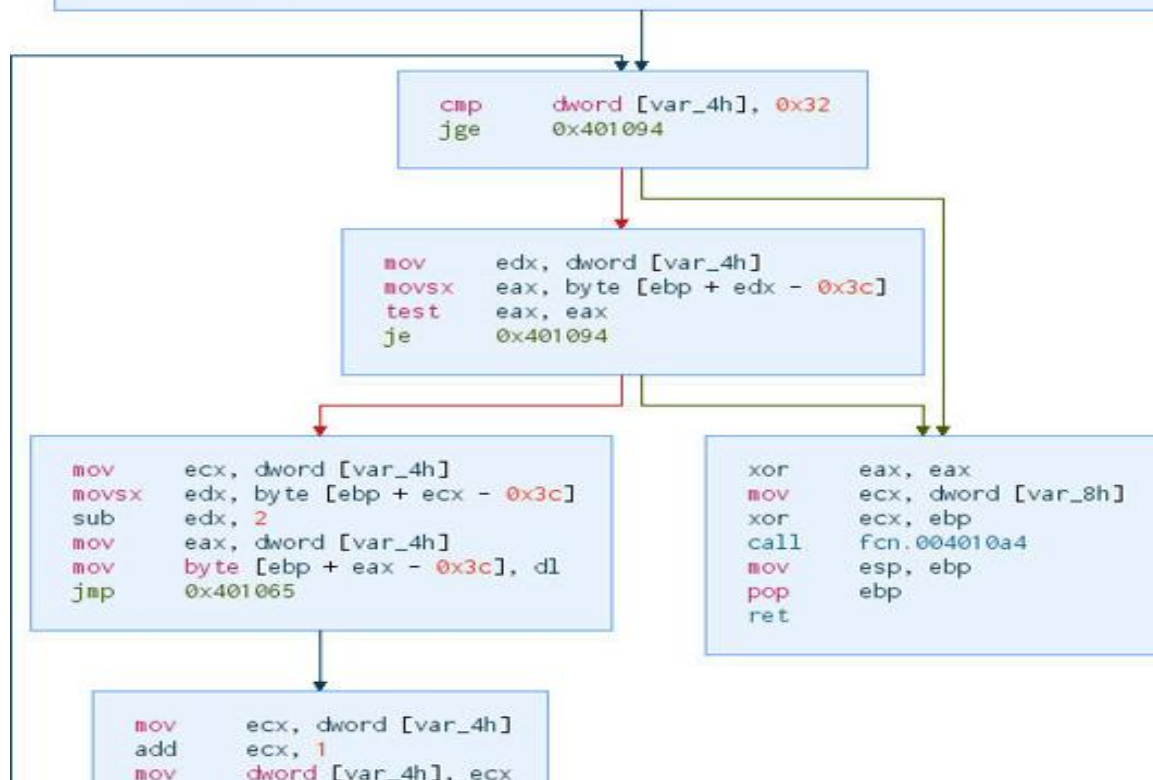 cmp dword [var_4h], 0x32
jge 0x401094
mov edx, dword [var_4h]
movsx eax, byte [ebp + edx - 0x3c]
test eax, eax
je 0x401094
mov ecx, dword [var_4h]
movsx edx, byte [ebp + ecx - 0x3c]
sub edx, 2
mov eax, dword [var_4h]
mov byte [ebp + eax - 0x3c], dl
jmp 0x401065
xor eax, eax
mov ecx, dword [var_8h]
xor ecx, ebp
call fcn.004010a4
mov esp, ebp
pop ebp
ret
mov ecx, dword [var_4h]
add ecx, 1
mov dword [var_4h], ecx